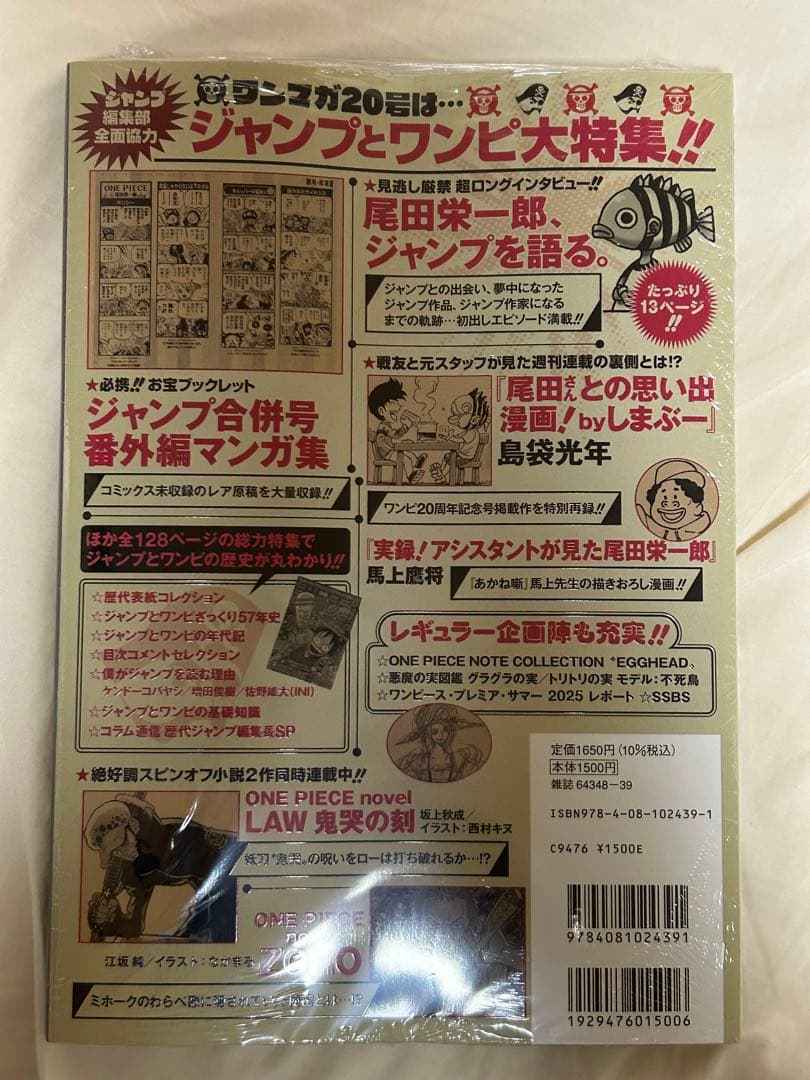 ジャンプ
編集部
全面協力
ワンマガ20号は…
ジャンプとワンピ大特集!!
ONE PIECE
★見逃し厳禁 超ロングインタビュー!!
尾田栄一郎、
ジャンプを語る。
ジャンプとの出会い、夢中になった
ジャンプ作品、ジャンプ作家になる
までの軌跡…初出しエピソード満載!!
たっぷり
13ページ
!!
★必携!! お宝ブックレット
ジャンプ合併号
番外編マンガ集
コミックス未収録のレア原稿を大量収録!!
★戦友と元スタッフが見た週刊連載の裏側とは!?
『尾田さんとの思い出
漫画!byしまぶー』
島袋光年
ワンピ20周年記念号掲載作を特別再録!!
『実録!アシスタントが見た尾田栄一郎』
馬上鷹将
『あかね噺』馬上先生の描きおろし漫画!!
ほか全128ページの総力特集で
ジャンプとワンピの歴史が丸わかり!!
☆歴代表紙コレクション
☆ジャンプとワンピざっくり57年史
☆ジャンプとワンピの年代記
☆目次コメントセレクション
☆僕がジャンプを読む理由
ケンドーコバヤシ/増田俊樹/佐野雄大(INI)
☆ジャンプとワンピの基礎知識
☆コラム通信 歴代ジャンプ編集長SP
レギュラー企画陣も充実!!
☆ONE PIECE NOTE COLLECTION “EGGHEAD〟
☆悪魔の実図鑑 グラグラの実/トリトリの実 モデル:不死鳥
☆ワンピース・プレミア・サマー 2025 レポート ☆SSBS
★絶好調スピンオフ小説2作同時連載中!!
ONE PIECE novel
LAW 鬼哭の刻
坂上秋成/
イラスト:西村キヌ
妖刀“鬼哭〟の呪いをローは打ち破れるか…!?
ONE PIECE
novel
ZORO
江坂 純/イラスト:なかまる
定価1650円(10%税込)
本体1500円
雑誌 64348-39
ISBN978-4-08-102439-1
C9476 ¥1500E
9784081024391
1929476015006